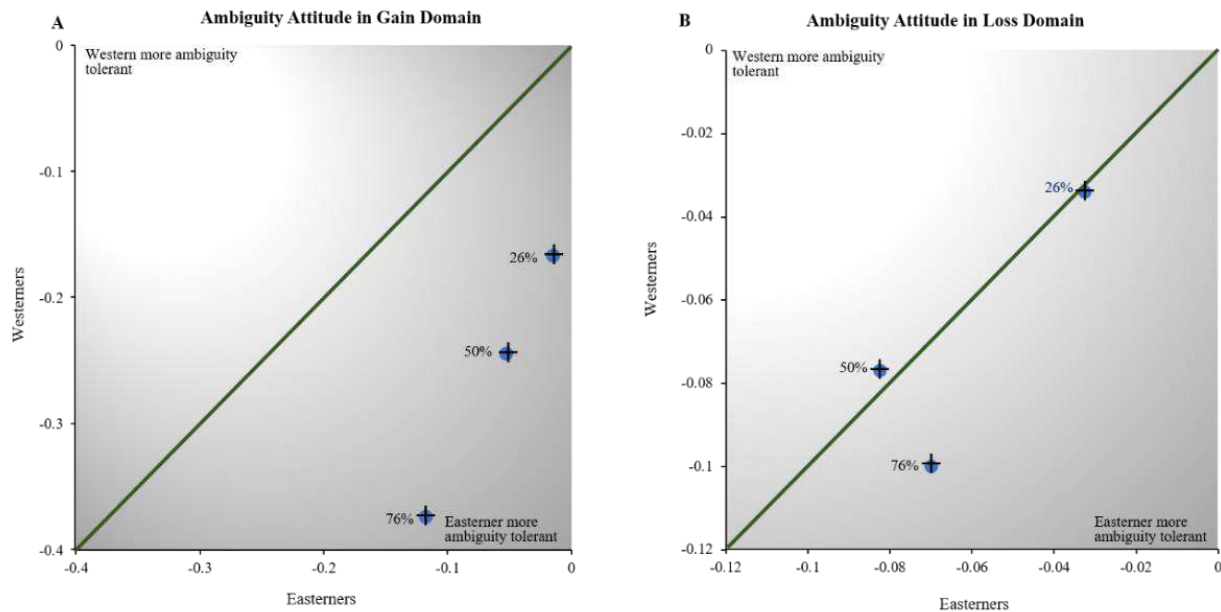 A
Ambiguity Attitude in Gain Domain
0
Western more ambiguity
tolerant
-0.1
26%
-0.2
50%
-0.3
76%
Easterner more
ambiguity tolerant
-0.4
-0.4
-0.3
-0.2
-0.1
0
Westerners
Easterners
B
Ambiguity Attitude in Loss Domain
0
Western more ambiguity
tolerant
-0.02
26%
-0.04
-0.06
50%
-0.08
76%
-0.1
Easterner more
ambiguity tolerant
-0.12
-0.12
-0.1
-0.08
-0.06
-0.04
-0.02
0
Westerners
Easterners